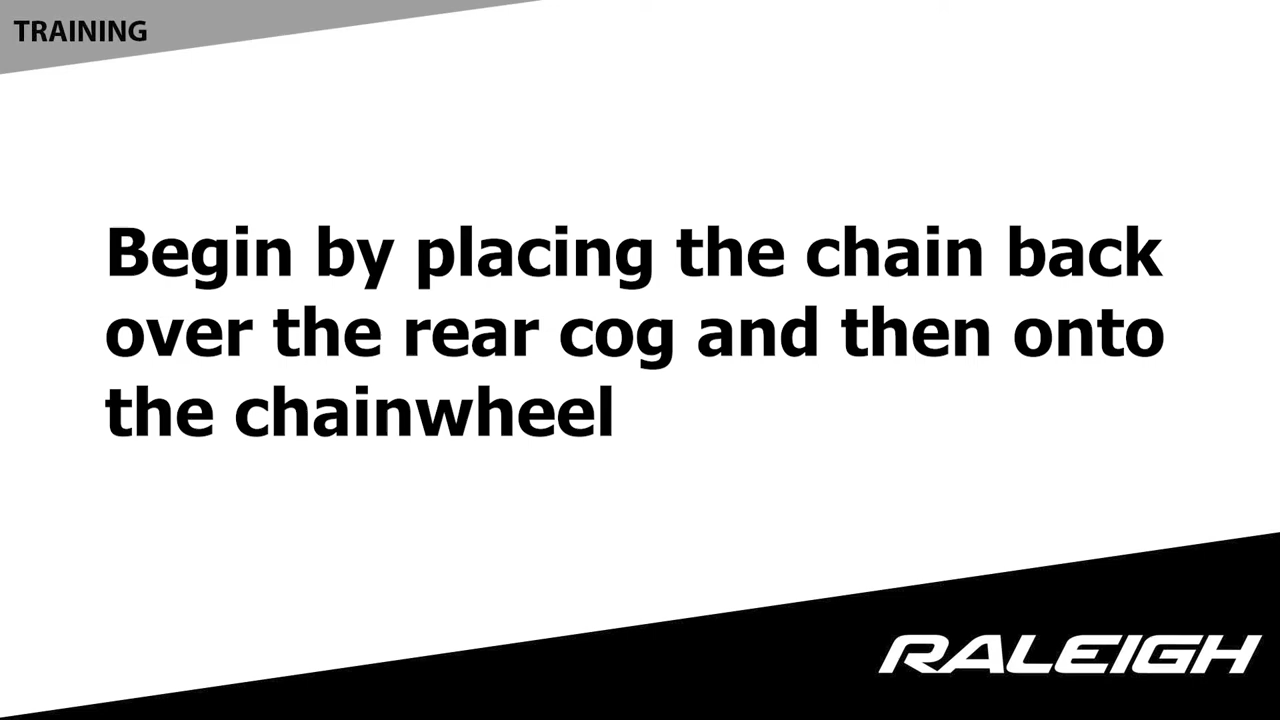 TRAINING
Begin by placing the chain back
over the rear cog and then onto
the chainwheel
RALEIGH